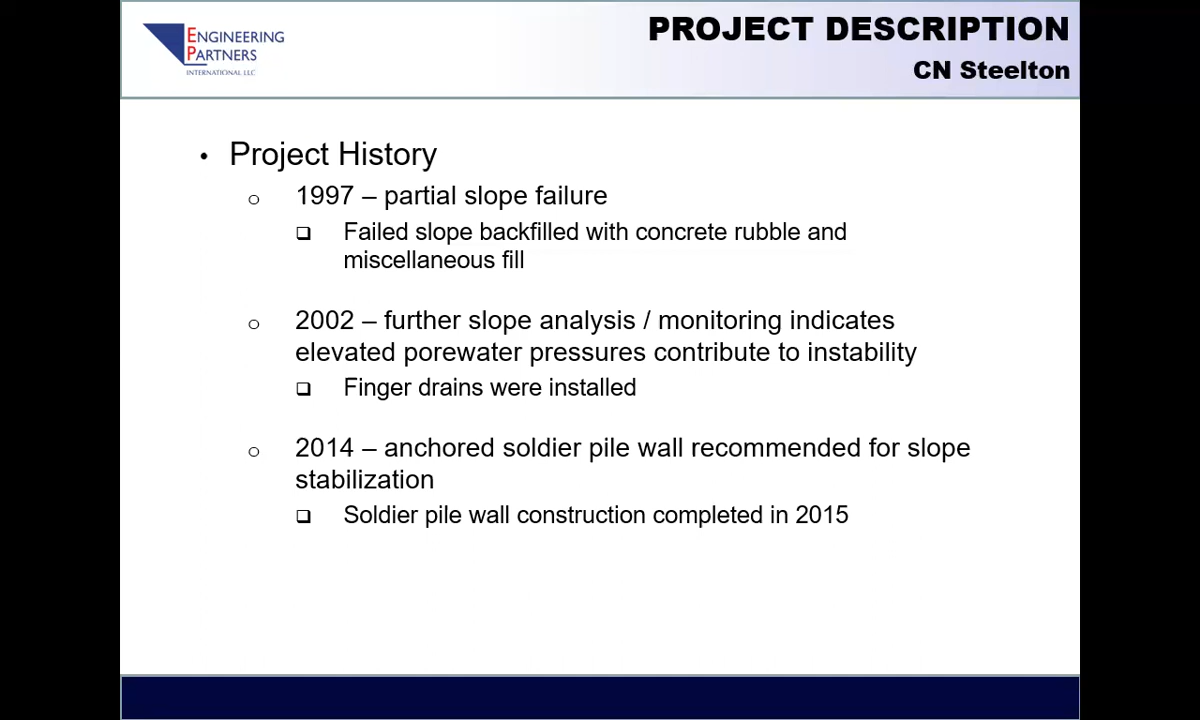 ENGINEERING
PARTNERS
INTERNATIONAL LLC
PROJECT DESCRIPTION
CN Steelton
• Project History
o 1997 – partial slope failure
❑ Failed slope backfilled with concrete rubble and
miscellaneous fill
o 2002 – further slope analysis / monitoring indicates
elevated porewater pressures contribute to instability
❑ Finger drains were installed
o 2014 – anchored soldier pile wall recommended for slope
stabilization
❑ Soldier pile wall construction completed in 2015